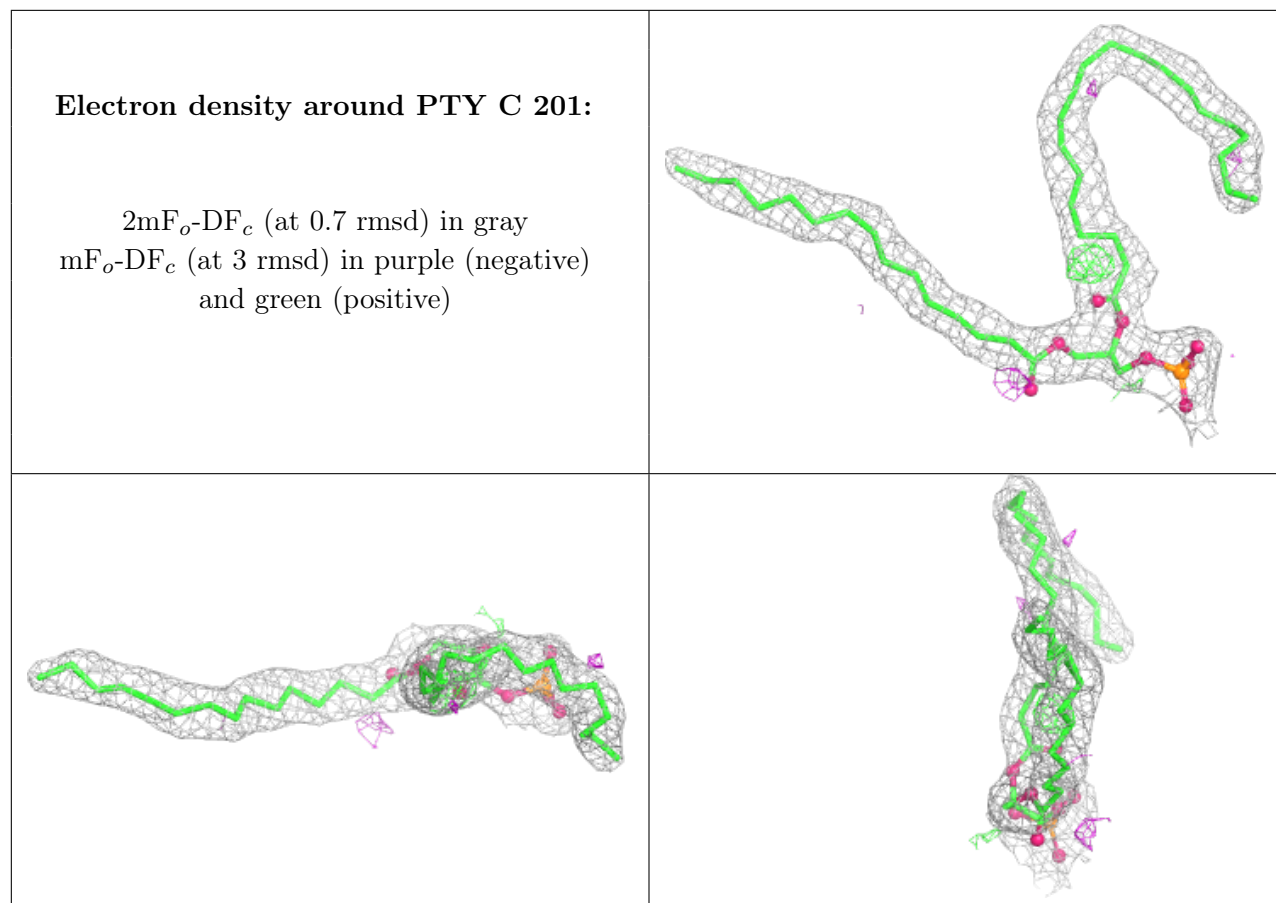 Electron density around PTY C 201:
2mFₒ-DF𝒸 (at 0.7 rmsd) in gray
mFₒ-DF𝒸 (at 3 rmsd) in purple (negative)
and green (positive)